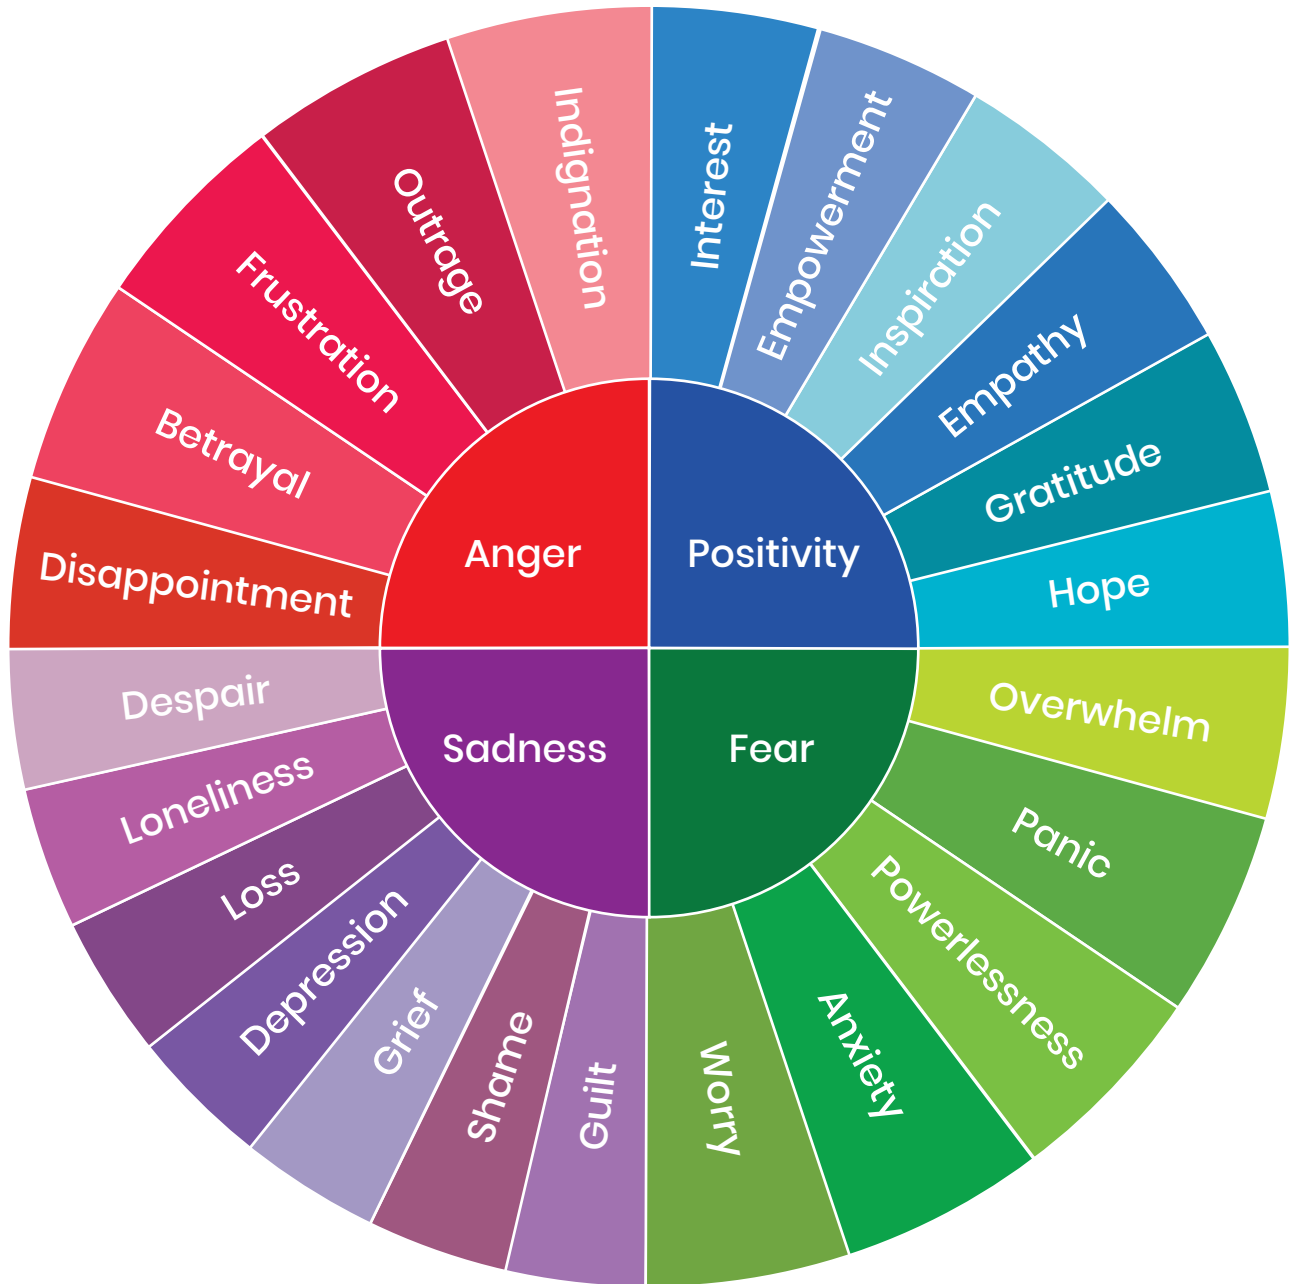 Anger
Positivity
Sadness
Fear
Interest
Empowerment
Inspiration
Empathy
Gratitude
Hope
Overwhelm
Panic
Powerlessness
Anxiety
Worry
Guilt
Shame
Grief
Depression
Loss
Loneliness
Despair
Disappointment
Betrayal
Frustration
Outrage
Indignation